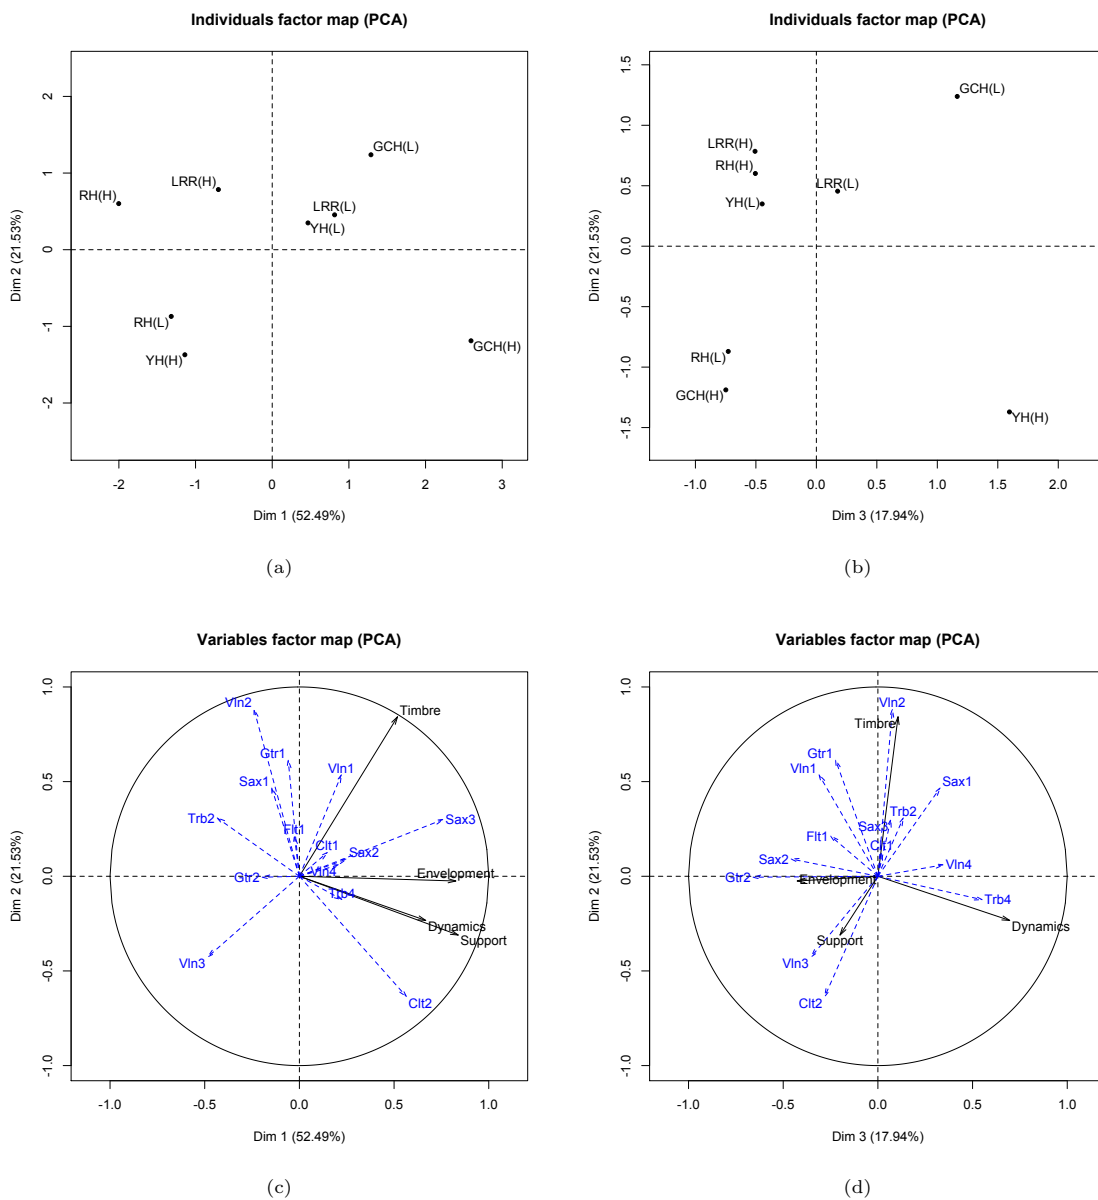 Individuals factor map (PCA)
2
1
0
-1
-2
Dim 2 (21.53%)
GCH(L)
LRR(H)
RH(H)
LRR(L)
YH(L)
RH(L)
YH(H)
GCH(H)
-2
-1
0
1
2
3
Dim 1 (52.49%)
(a)
Individuals factor map (PCA)
1.5
1.0
0.5
0.0
-0.5
-1.0
-1.5
Dim 2 (21.53%)
GCH(L)
LRR(H)
RH(H)
LRR(L)
YH(L)
RH(L)
GCH(H)
YH(H)
-1.0
-0.5
0.0
0.5
1.0
1.5
2.0
Dim 3 (17.94%)
(b)
Variables factor map (PCA)
1.0
0.5
0.0
-0.5
-1.0
Dim 2 (21.53%)
Vln2
Timbre
Gtr1
Vln1
Sax1
Trb2
Flt1
Sax3
Clt1
Sax2
Vln4
Gtr2
Envelopment
Trb4
Dynamics
Support
Vln3
Clt2
-1.0
-0.5
0.0
0.5
1.0
Dim 1 (52.49%)
(c)
Variables factor map (PCA)
1.0
0.5
0.0
-0.5
-1.0
Dim 2 (21.53%)
Vln2
Timbre
Gtr1
Vln1
Sax1
Trb2
Sax3
Flt1
Clt1
Sax2
Vln4
Gtr2
Envelopment
Trb4
Dynamics
Support
Vln3
Clt2
-1.0
-0.5
0.0
0.5
1.0
Dim 3 (17.94%)
(d)